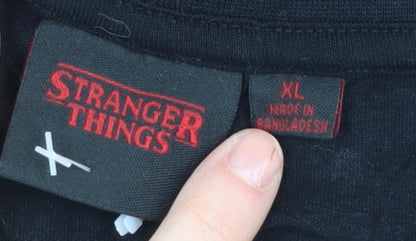 STRANGER
THINGS
XL
MADE IN
BANGLADESH